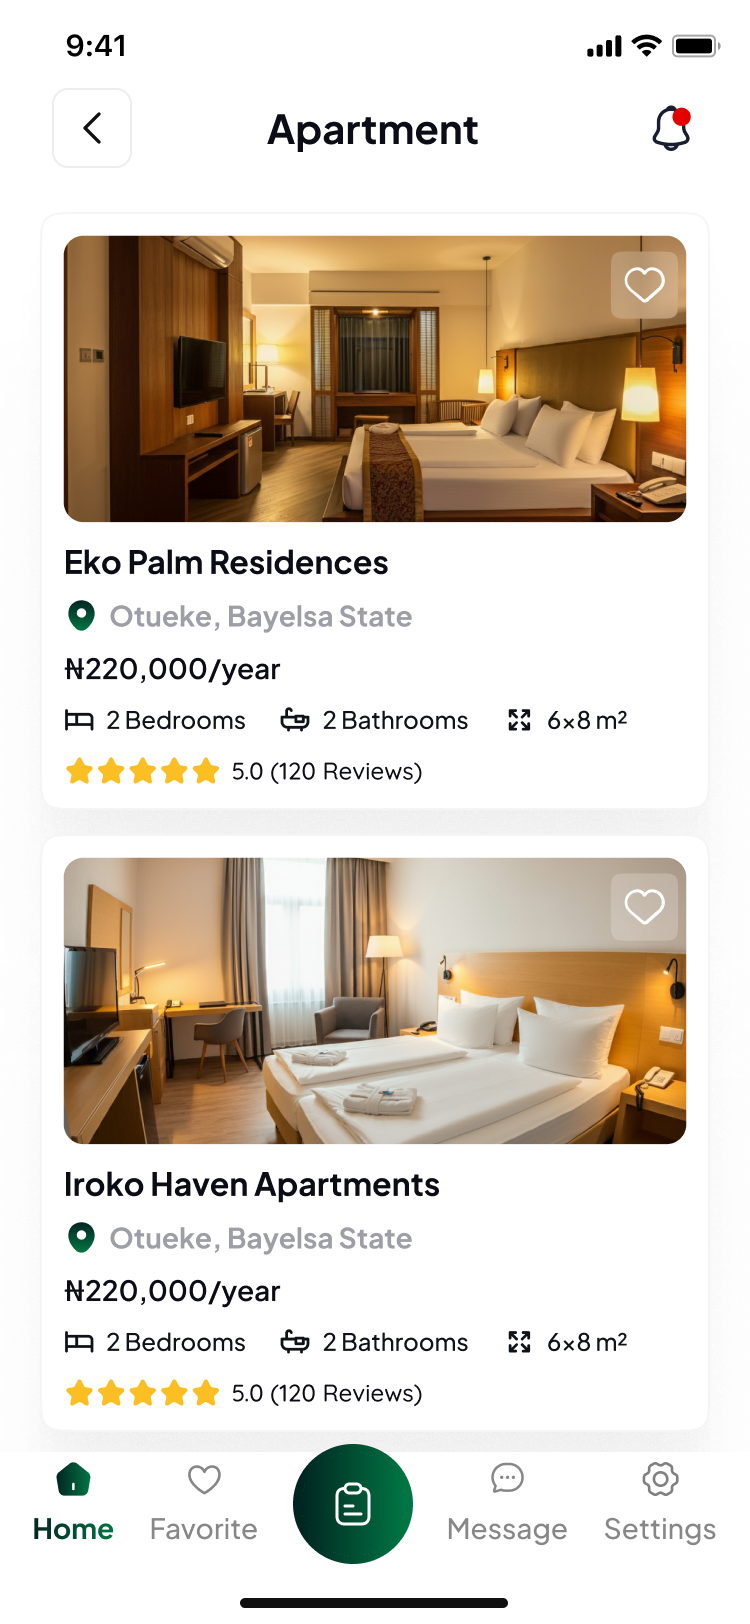 9:41
Apartment
Eko Palm Residences
Otueke, Bayelsa State
₦220,000/year
2 Bedrooms 2 Bathrooms 6×8 m²
5.0 (120 Reviews)
Iroko Haven Apartments
Otueke, Bayelsa State
₦220,000/year
2 Bedrooms 2 Bathrooms 6×8 m²
5.0 (120 Reviews)
Home Favorite Message Settings